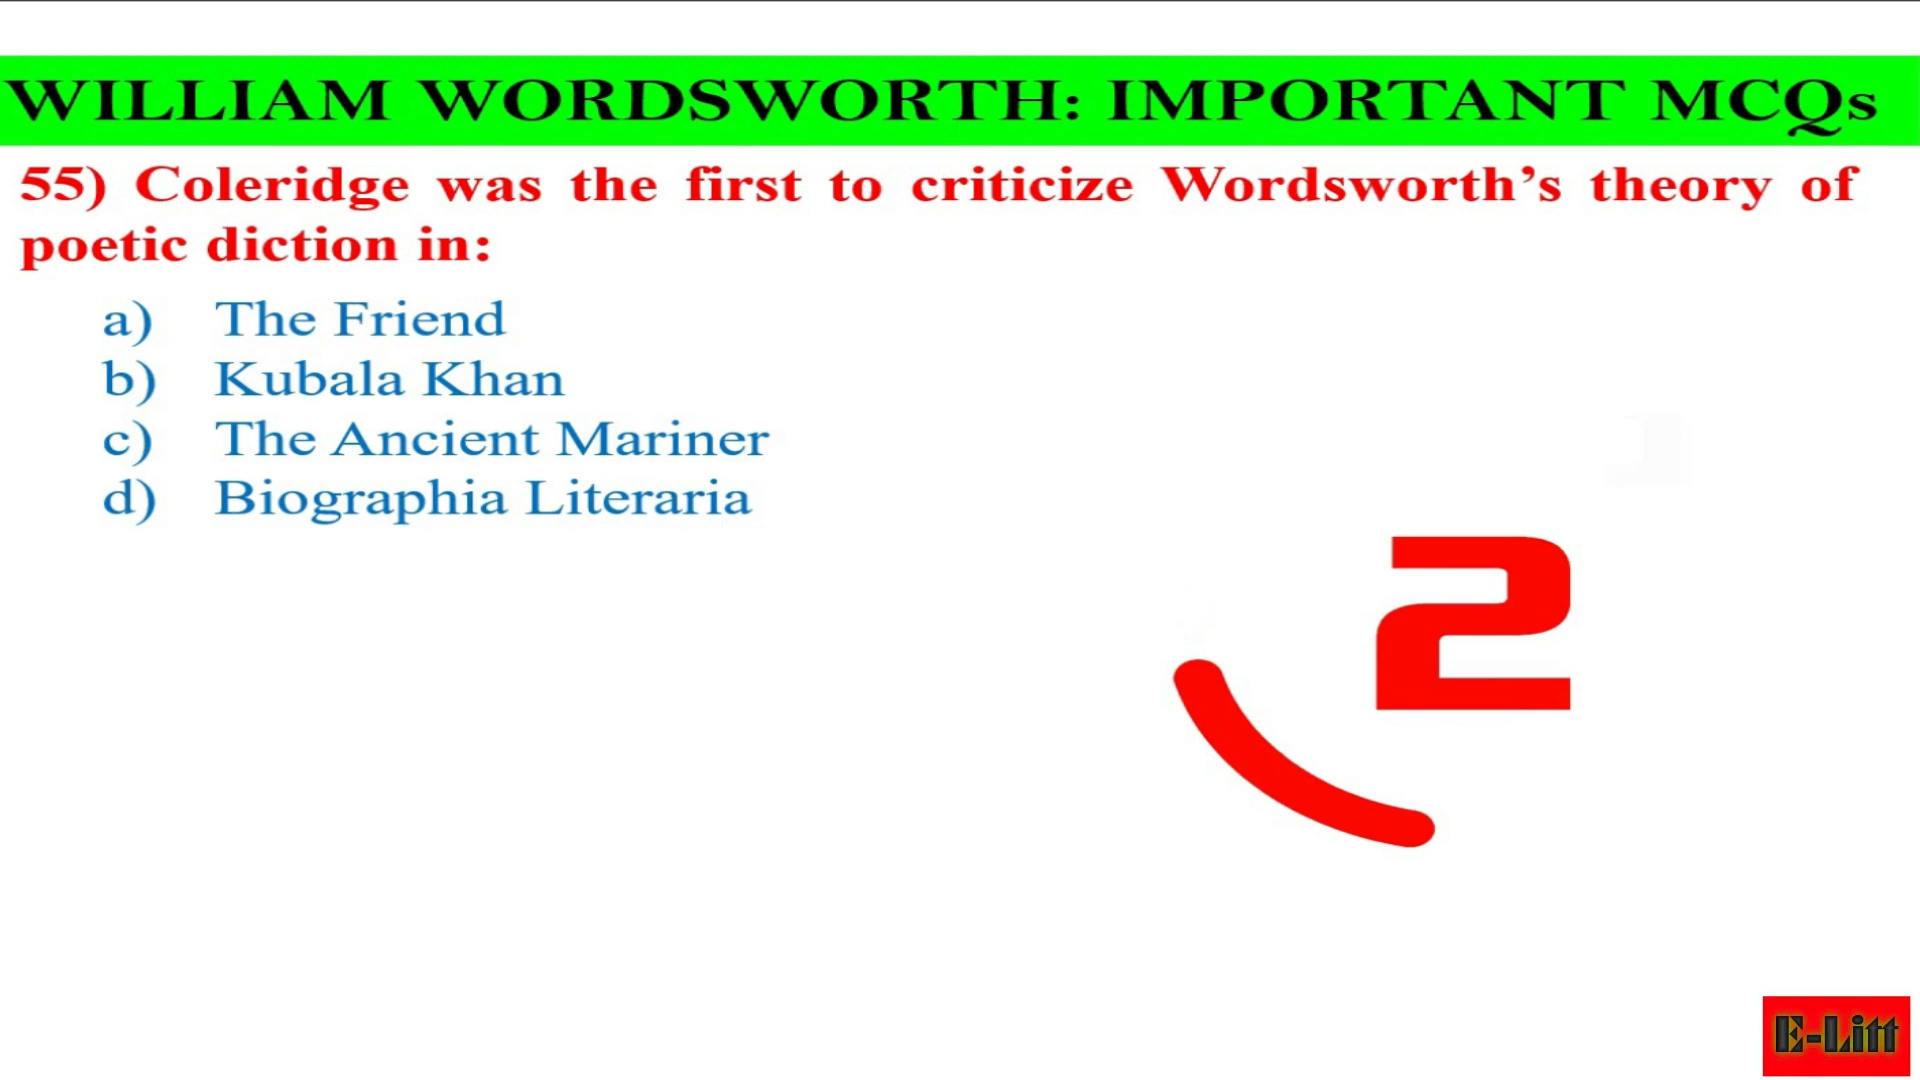 WILLIAM WORDSWORTH: IMPORTANT MCQs
55) Coleridge was the first to criticize Wordsworth’s theory of
poetic diction in:
a) The Friend
b) Kubala Khan
c) The Ancient Mariner
d) Biographia Literaria
2
E-Litt